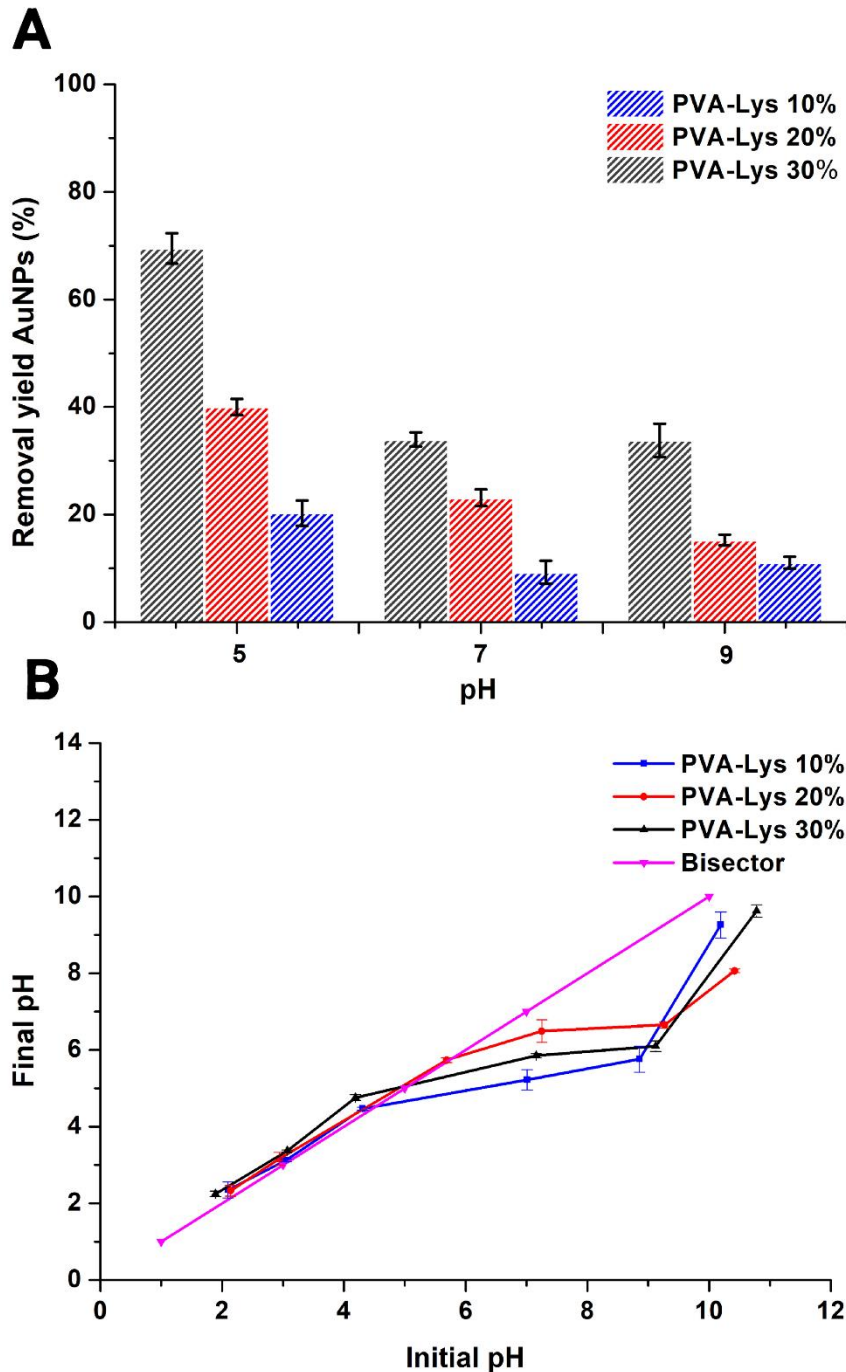 A
Removal yield AuNPs (%)
100
80
60
40
20
0
PVA-Lys 10%
PVA-Lys 20%
PVA-Lys 30%
5 7 9
pH
B
Final pH
14
12
10
8
6
4
2
0
PVA-Lys 10%
PVA-Lys 20%
PVA-Lys 30%
Bisector
0 2 4 6 8 10 12
Initial pH